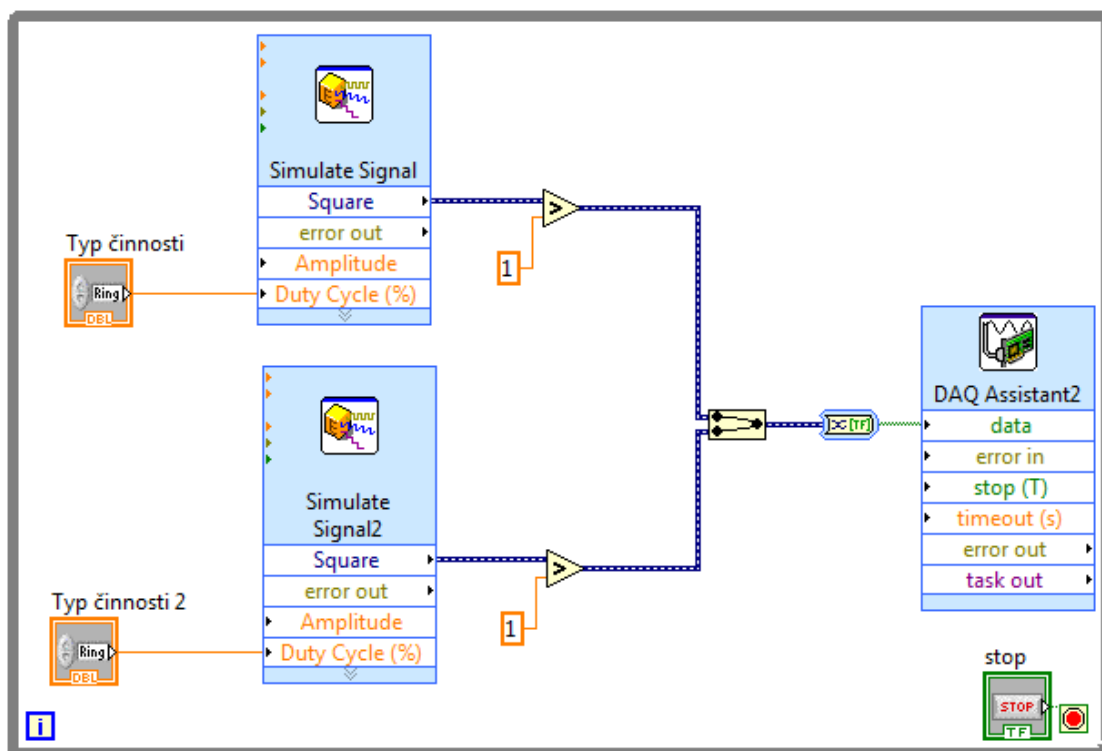 Simulate Signal
Square
error out
Amplitude
Duty Cycle (%)
Typ činnosti
Ring
DBL
1
Simulate
Signal2
Square
error out
Amplitude
Duty Cycle (%)
Typ činnosti 2
Ring
DBL
1
>
>
[TF]
DAQ Assistant2
data
error in
stop (T)
timeout (s)
error out
task out
stop
STOP
TF
i